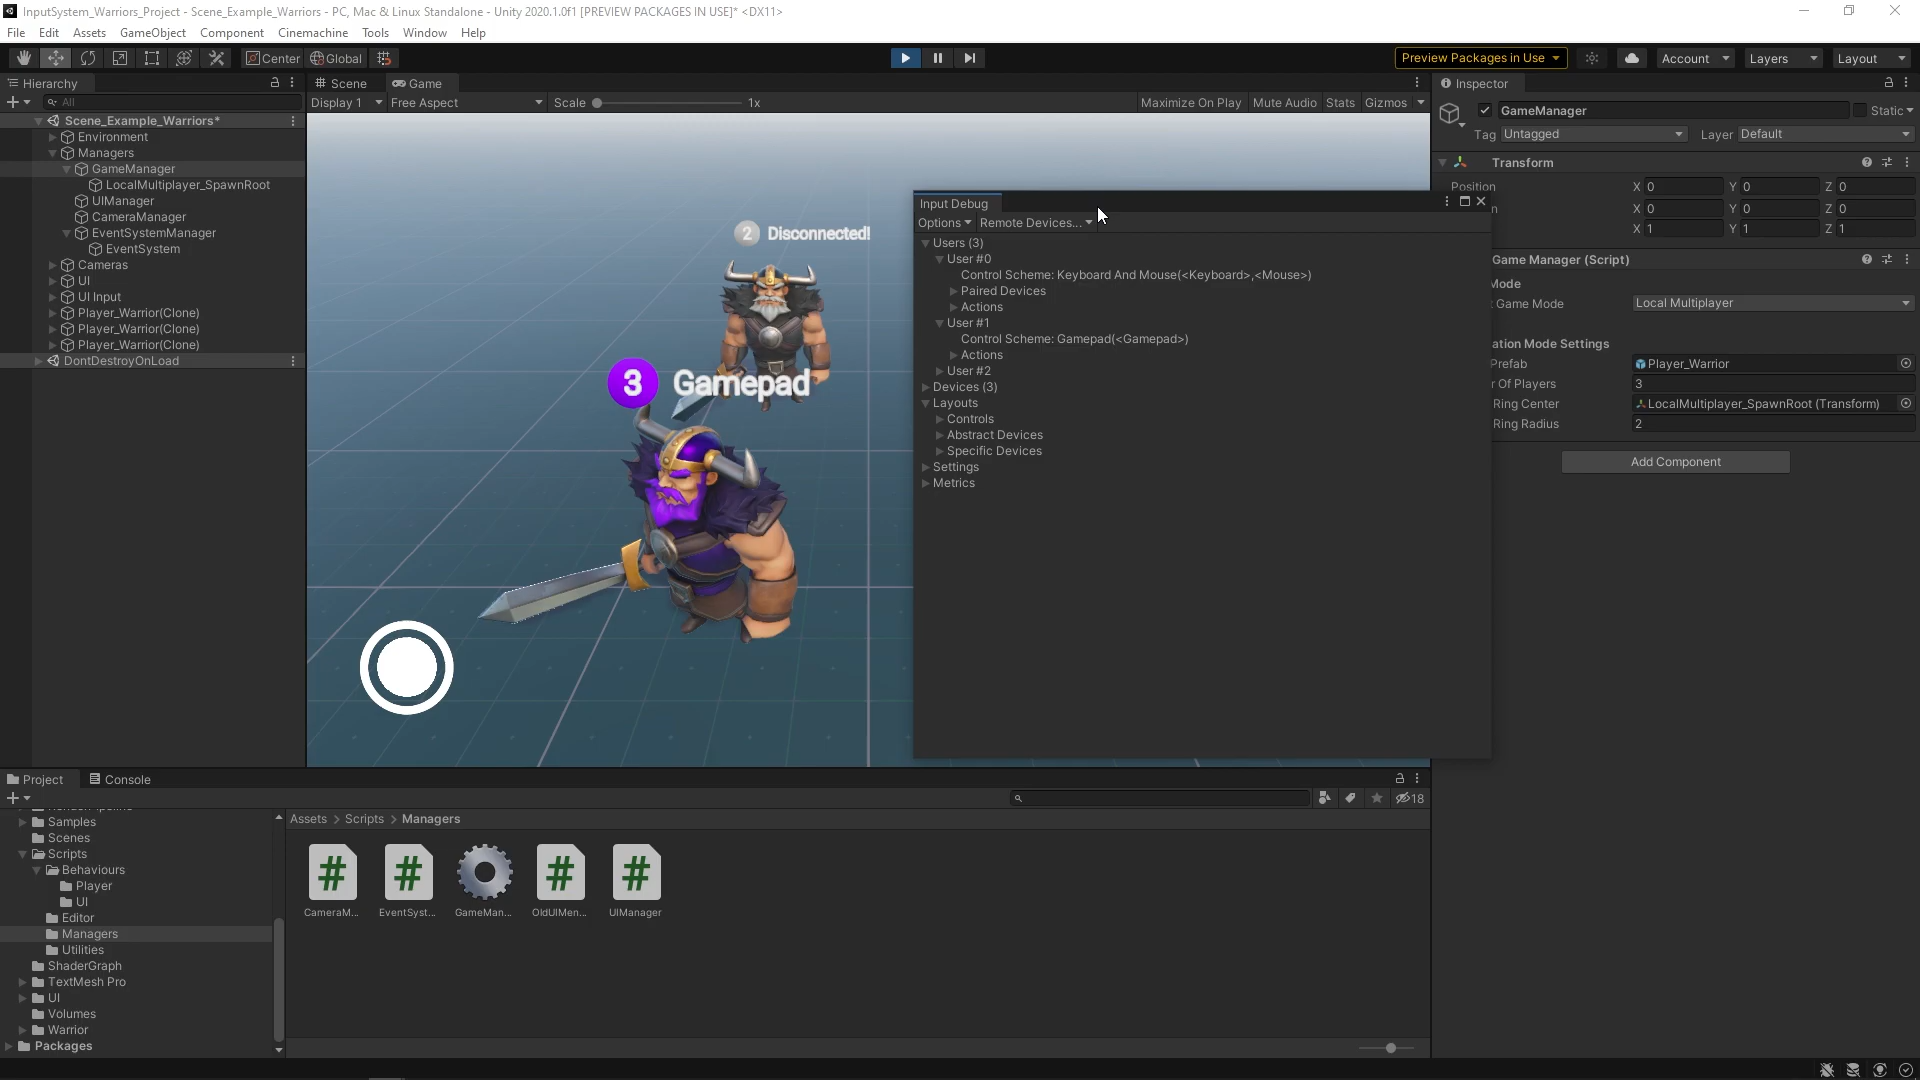 InputSystem_Warriors_Project - Scene_Example_Warriors - PC, Mac & Linux Standalone - Unity 2020.1.0f1 [PREVIEW PACKAGES IN USE]* <DX11>
File Edit Assets GameObject Component Cinemachine Tools Window Help
Center Global Preview Packages in Use Account Layers Layout
Hierarchy
All
Scene_Example_Warriors*
Environment
Managers
GameManager
LocalMultiplayer_SpawnRoot
UIManager
CameraManager
EventSystemManager
EventSystem
Cameras
UI
UI Input
Player_Warrior(Clone)
Player_Warrior(Clone)
Player_Warrior(Clone)
DontDestroyOnLoad
Scene Game
Display 1 Free Aspect Scale 1x Maximize On Play Mute Audio Stats Gizmos
2 Disconnected!
3 Gamepad
Input Debug
Options Remote Devices...
Users (3)
User #0
Control Scheme: Keyboard And Mouse(<Keyboard>,<Mouse>)
Paired Devices
Actions
User #1
Control Scheme: Gamepad(<Gamepad>)
Actions
User #2
Devices (3)
Layouts
Controls
Abstract Devices
Specific Devices
Settings
Metrics
Inspector
GameManager Static
Tag Untagged Layer Default
Transform
Position X 0 Y 0 Z 0
n X 0 Y 0 Z 0
X 1 Y 1 Z 1
Game Manager (Script)
Mode
t Game Mode Local Multiplayer
ation Mode Settings
Prefab Player_Warrior
r Of Players 3
Ring Center LocalMultiplayer_SpawnRoot (Transform)
Ring Radius 2
Add Component
Project Console
18
Samples
Scenes
Scripts
Behaviours
Player
UI
Editor
Managers
Utilities
ShaderGraph
TextMesh Pro
UI
Volumes
Warrior
Packages
Assets > Scripts > Managers
CameraM... EventSyst... GameMan... OldUIMen... UIManager